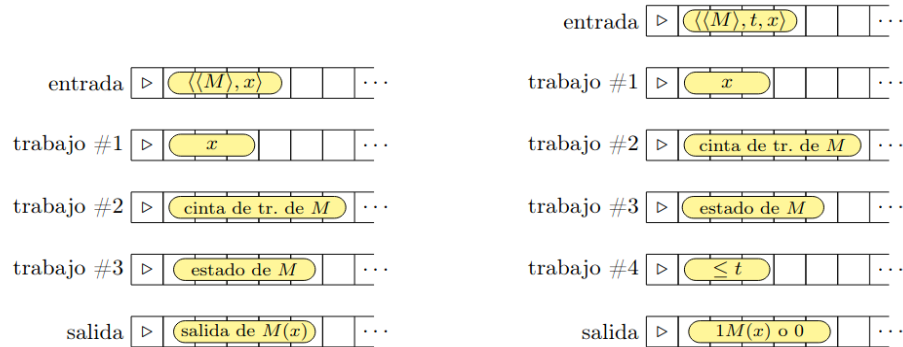 entrada ▷ ⟨⟨M⟩, x⟩ ···
trabajo #1 ▷ x ···
trabajo #2 ▷ cinta de tr. de M ···
trabajo #3 ▷ estado de M ···
salida ▷ salida de M(x) ···
entrada ▷ ⟨⟨M⟩, t, x⟩ ···
trabajo #1 ▷ x ···
trabajo #2 ▷ cinta de tr. de M ···
trabajo #3 ▷ estado de M ···
trabajo #4 ▷ ≤ t ···
salida ▷ 1M(x) o 0 ···